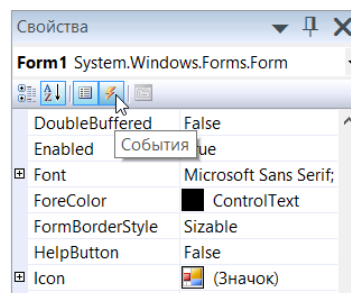 Свойства
Form1 System.Windows.Forms.Form
DoubleBuffered False
Enabled True
События
Font Microsoft Sans Serif;
ForeColor ControlText
FormBorderStyle Sizable
HelpButton False
Icon (Значок)